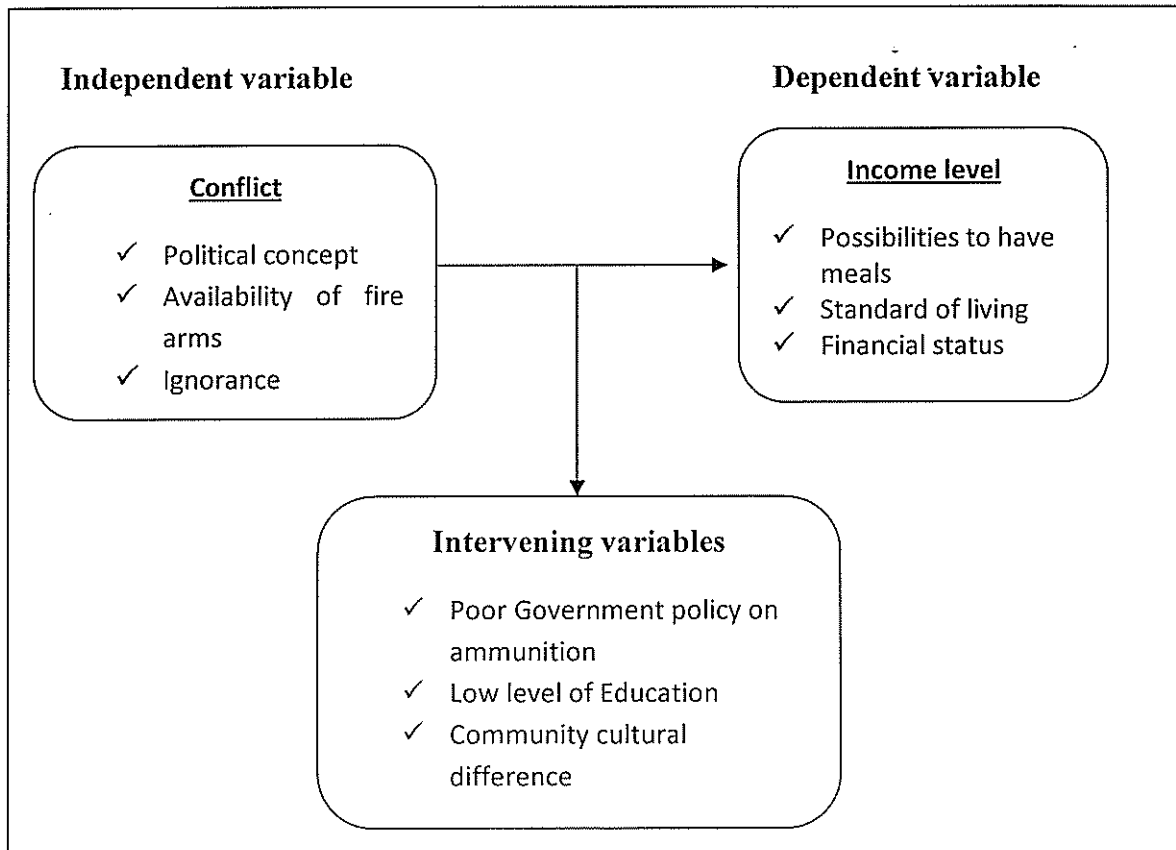 Independent variable
Dependent variable
Conflict
✓ Political concept
✓ Availability of fire
arms
✓ Ignorance
Income level
✓ Possibilities to have
meals
✓ Standard of living
✓ Financial status
Intervening variables
✓ Poor Government policy on
ammunition
✓ Low level of Education
✓ Community cultural
difference